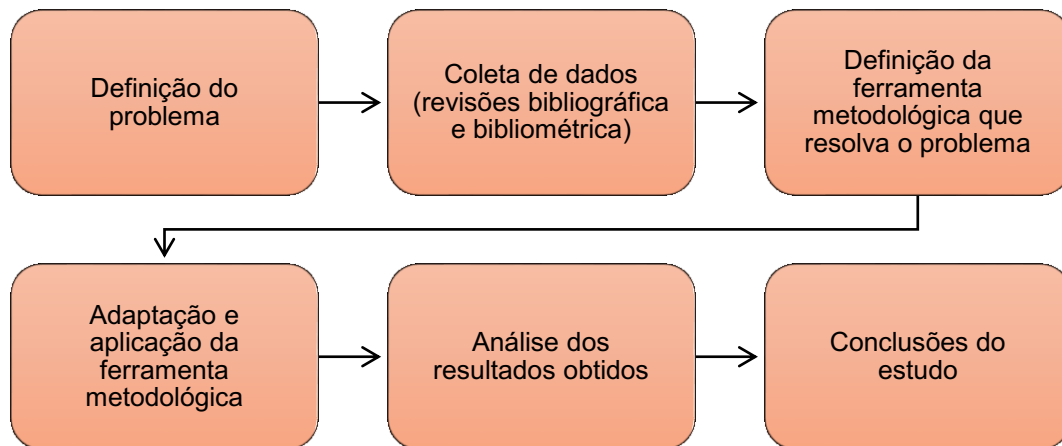 Definição do
problema
Coleta de dados
(revisões bibliográfica
e bibliométrica)
Definição da
ferramenta
metodológica que
resolva o problema
Adaptação e
aplicação da
ferramenta
metodológica
Análise dos
resultados obtidos
Conclusões do
estudo